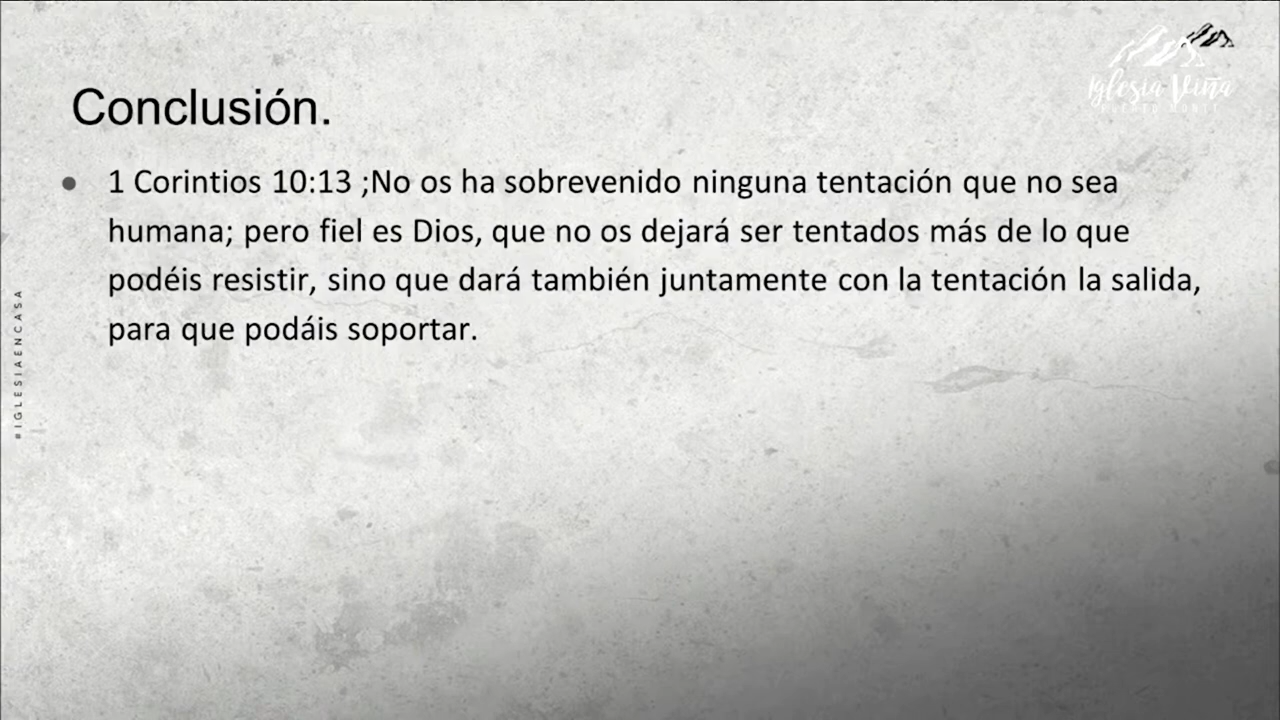 Iglesia Viña
PUERTO MONTT
Conclusión.
• 1 Corintios 10:13 ;No os ha sobrevenido ninguna tentación que no sea
humana; pero fiel es Dios, que no os dejará ser tentados más de lo que
podéis resistir, sino que dará también juntamente con la tentación la salida,
para que podáis soportar.
#IGLESIAENCASA